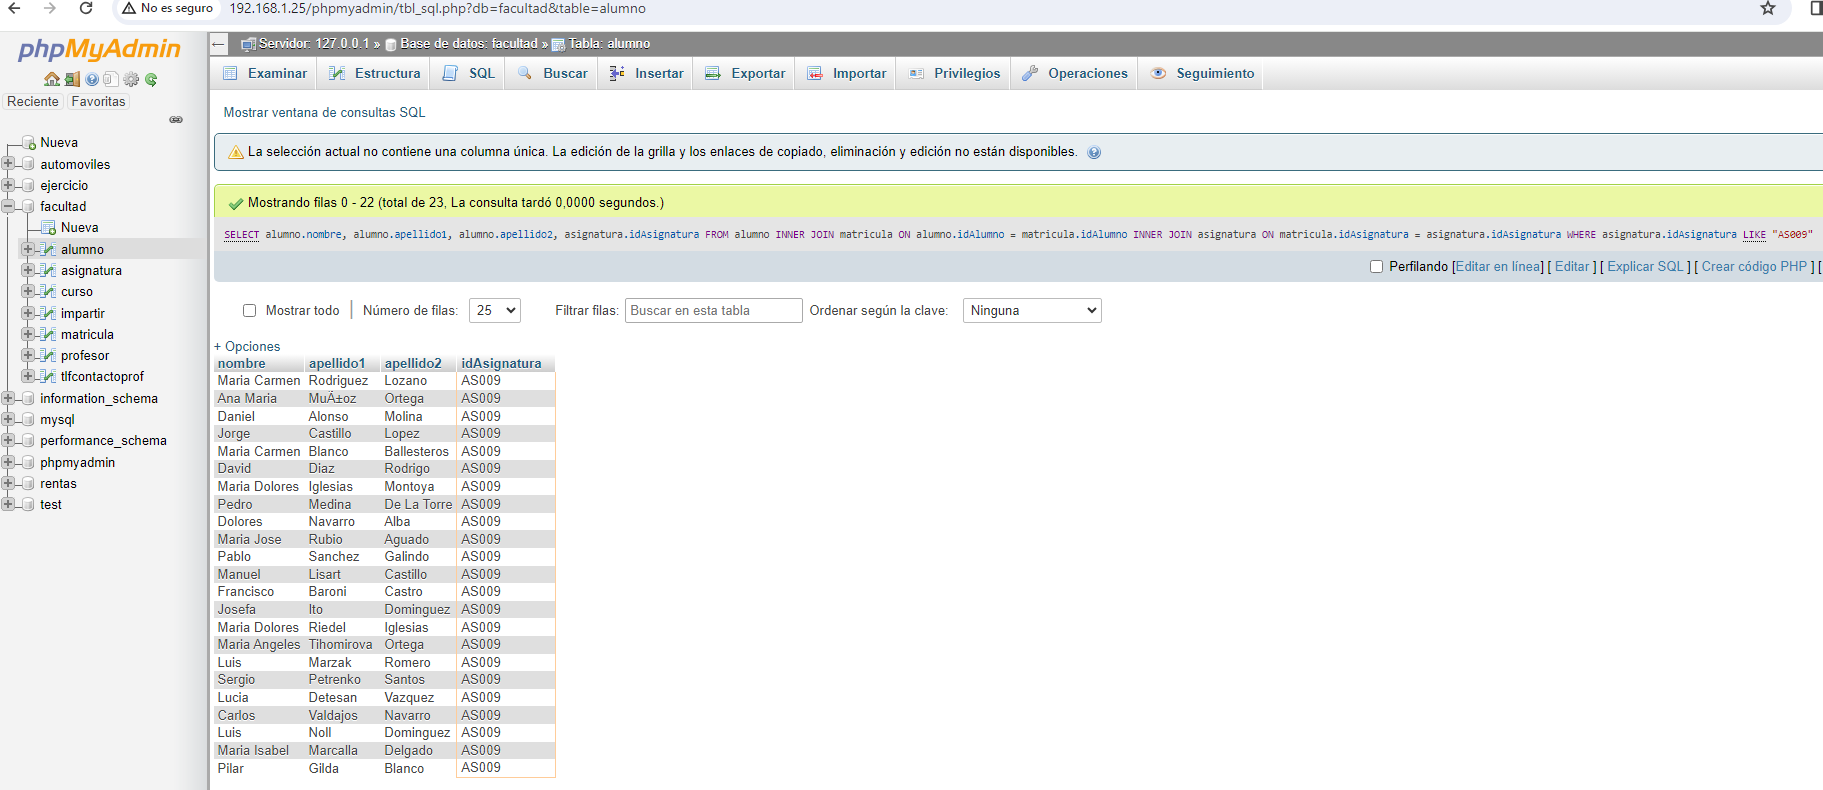 No es seguro 192.168.1.25/phpmyadmin/tbl_sql.php?db=facultad&table=alumno
phpMyAdmin
Reciente Favoritas
Nueva
automoviles
ejercicio
facultad
Nueva
alumno
asignatura
curso
impartir
matricula
profesor
tlfcontactoprof
information_schema
mysql
performance_schema
phpmyadmin
rentas
test
Servidor: 127.0.0.1 » Base de datos: facultad » Tabla: alumno
Examinar Estructura SQL Buscar Insertar Exportar Importar Privilegios Operaciones Seguimiento
Mostrar ventana de consultas SQL
La selección actual no contiene una columna única. La edición de la grilla y los enlaces de copiado, eliminación y edición no están disponibles.
Mostrando filas 0 - 22 (total de 23, La consulta tardó 0,0000 segundos.)
SELECT alumno.nombre, alumno.apellido1, alumno.apellido2, asignatura.idAsignatura FROM alumno INNER JOIN matricula ON alumno.idAlumno = matricula.idAlumno INNER JOIN asignatura ON matricula.idAsignatura = asignatura.idAsignatura WHERE asignatura.idAsignatura LIKE "AS009"
Perfilando [Editar en línea] [ Editar ] [ Explicar SQL ] [ Crear código PHP ] [
Mostrar todo | Número de filas: 25 Filtrar filas: Buscar en esta tabla Ordenar según la clave: Ninguna
+ Opciones
nombre apellido1 apellido2 idAsignatura
Maria Carmen Rodriguez Lozano AS009
Ana Maria MuÃ±oz Ortega AS009
Daniel Alonso Molina AS009
Jorge Castillo Lopez AS009
Maria Carmen Blanco Ballesteros AS009
David Diaz Rodrigo AS009
Maria Dolores Iglesias Montoya AS009
Pedro Medina De La Torre AS009
Dolores Navarro Alba AS009
Maria Jose Rubio Aguado AS009
Pablo Sanchez Galindo AS009
Manuel Lisart Castillo AS009
Francisco Baroni Castro AS009
Josefa Ito Dominguez AS009
Maria Dolores Riedel Iglesias AS009
Maria Angeles Tihomirova Ortega AS009
Luis Marzak Romero AS009
Sergio Petrenko Santos AS009
Lucia Detesan Vazquez AS009
Carlos Valdajos Navarro AS009
Luis Noll Dominguez AS009
Maria Isabel Marcalla Delgado AS009
Pilar Gilda Blanco AS009